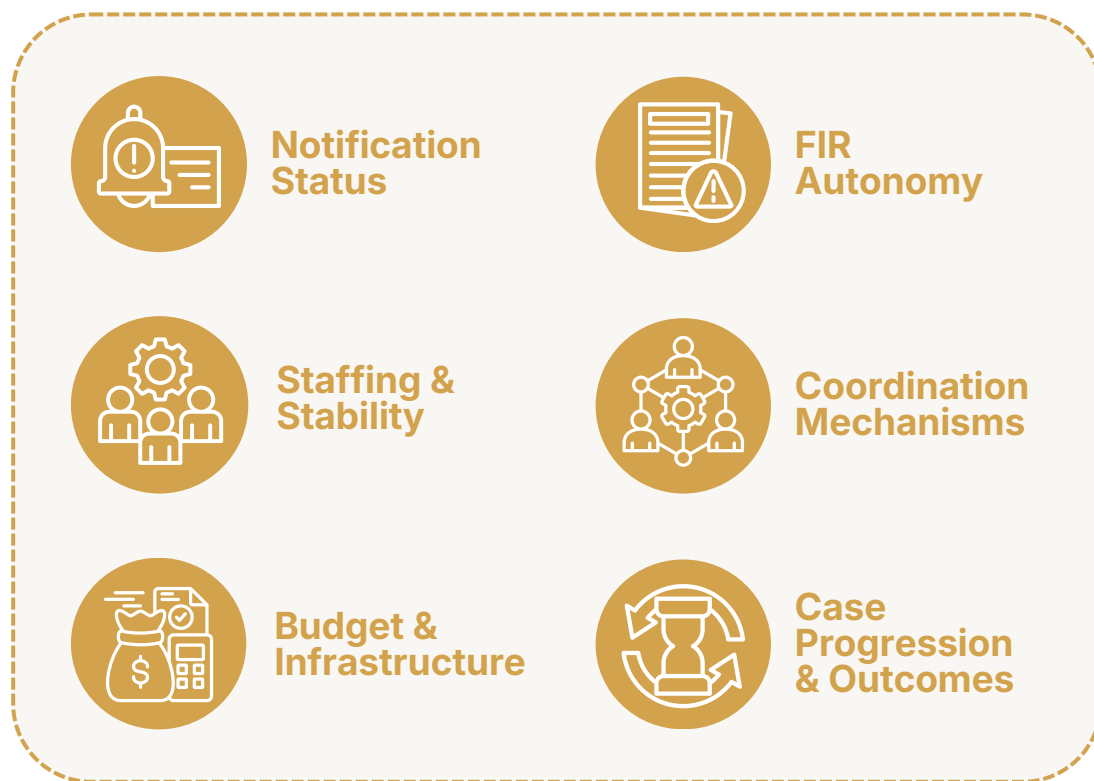 Notification
Status
FIR
Autonomy
Staffing &
Stability
Coordination
Mechanisms
Budget &
Infrastructure
$
Case
Progression
& Outcomes